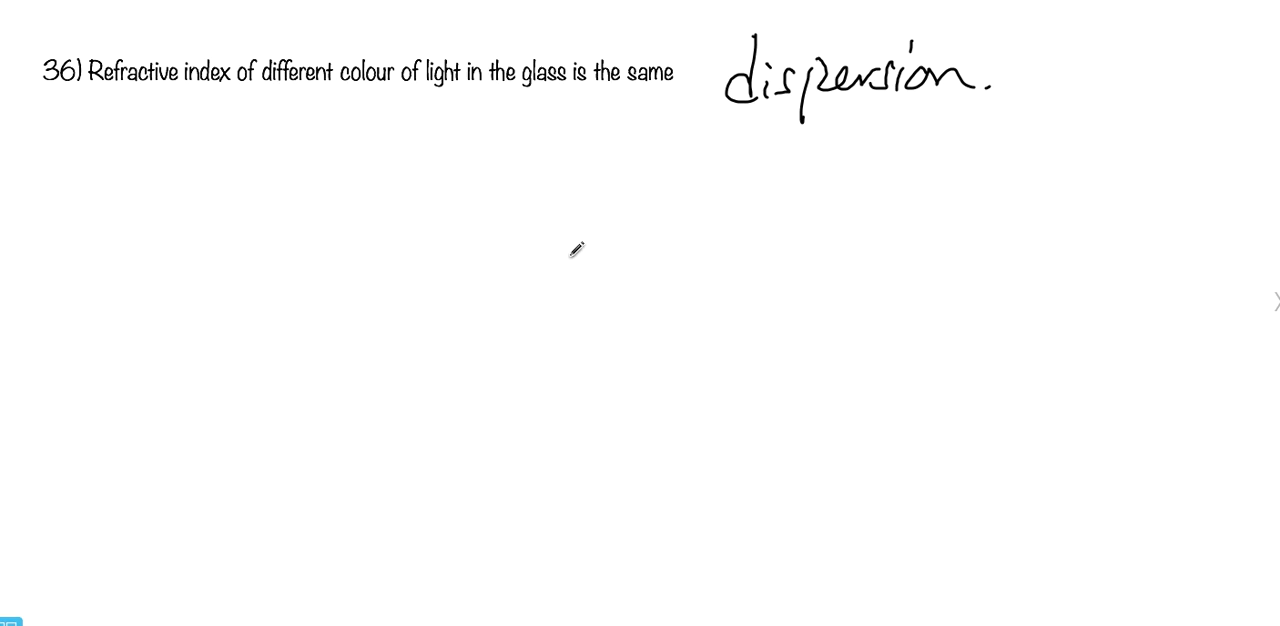 36) Refractive index of different colour of light in the glass is the same dispersion.